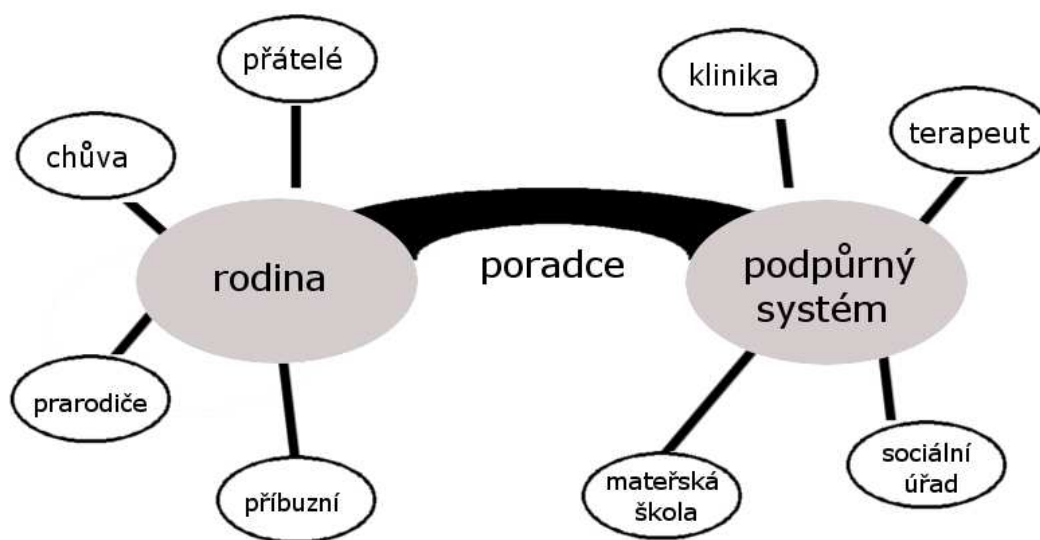 přátelé
klinika
chůva
terapeut
rodina
poradce
podpůrný
systém
prarodiče
příbuzní
mateřská
škola
sociální
úřad